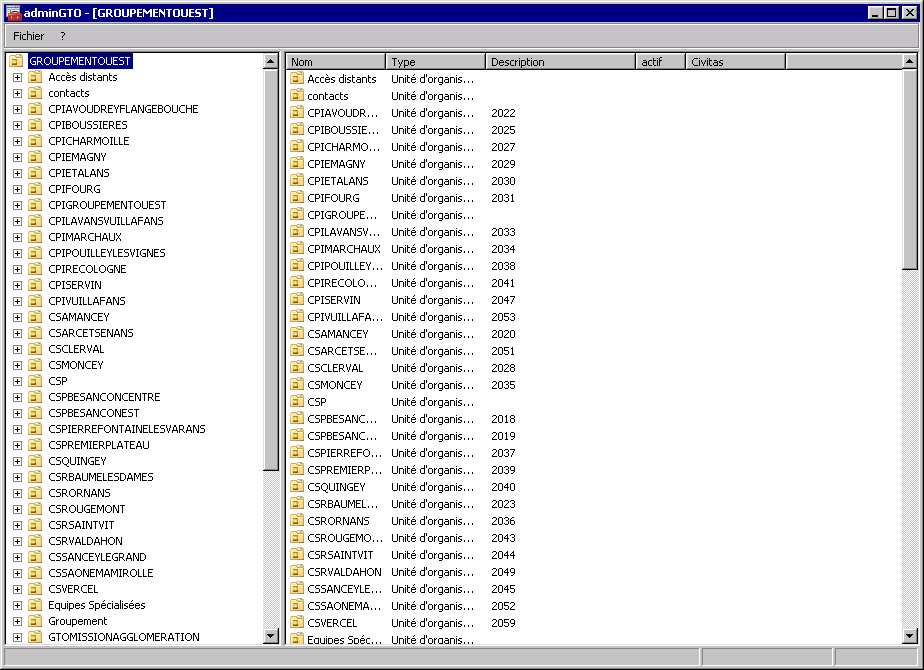 adminGTO - [GROUPEMENTOUEST]
Fichier ?
GROUPEMENTOUEST
Accès distants
contacts
CPIAVOUDREYFLANGEBOUCHE
CPIBOUSSIERES
CPICHARMOILLE
CPIEMAGNY
CPIETALANS
CPIFOURG
CPIGROUPEMENTOUEST
CPILAVANSVUILLAFANS
CPIMARCHAUX
CPIPOUILLEYLESVIGNES
CPIRECOLOGNE
CPISERVIN
CPIVUILLAFANS
CSAMANCEY
CSARCETSENANS
CSCLERVAL
CSMONCEY
CSP
CSPBESANCONCENTRE
CSPBESANCONEST
CSPIERREFONTAINELESVARANS
CSPREMIERPLATEAU
CSQUINGEY
CSRBAUMELESDAMES
CSRORNANS
CSROUGEMONT
CSRSAINTVIT
CSRVALDAHON
CSSANCEYLEGRAND
CSSAONEMAMIROLLE
CSVERCEL
Equipes Spécialisées
Groupement
GTOMISSIONAGGLOMERATION
Nom Type Description actif Civitas
Accès distants Unité d'organis...
contacts Unité d'organis...
CPIAVOUDR... Unité d'organis... 2022
CPIBOUSSIE... Unité d'organis... 2025
CPICHARMO... Unité d'organis... 2027
CPIEMAGNY Unité d'organis... 2029
CPIETALANS Unité d'organis... 2030
CPIFOURG Unité d'organis... 2031
CPIGROUPE... Unité d'organis...
CPILAVANSV... Unité d'organis... 2033
CPIMARCHAUX Unité d'organis... 2034
CPIPOUILLEY... Unité d'organis... 2038
CPIRECOLO... Unité d'organis... 2041
CPISERVIN Unité d'organis... 2047
CPIVUILLAFA... Unité d'organis... 2053
CSAMANCEY Unité d'organis... 2020
CSARCETSE... Unité d'organis... 2051
CSCLERVAL Unité d'organis... 2028
CSMONCEY Unité d'organis... 2035
CSP Unité d'organis...
CSPBESANC... Unité d'organis... 2018
CSPBESANC... Unité d'organis... 2019
CSPIERREFO... Unité d'organis... 2037
CSPREMIERP... Unité d'organis... 2039
CSQUINGEY Unité d'organis... 2040
CSRBAUMEL... Unité d'organis... 2023
CSRORNANS Unité d'organis... 2036
CSROUGEMO... Unité d'organis... 2043
CSRSAINTVIT Unité d'organis... 2044
CSRVALDAHON Unité d'organis... 2049
CSSANCEYLE... Unité d'organis... 2045
CSSAONEMA... Unité d'organis... 2052
CSVERCEL Unité d'organis... 2059
Equipes Spéc... Unité d'organis...